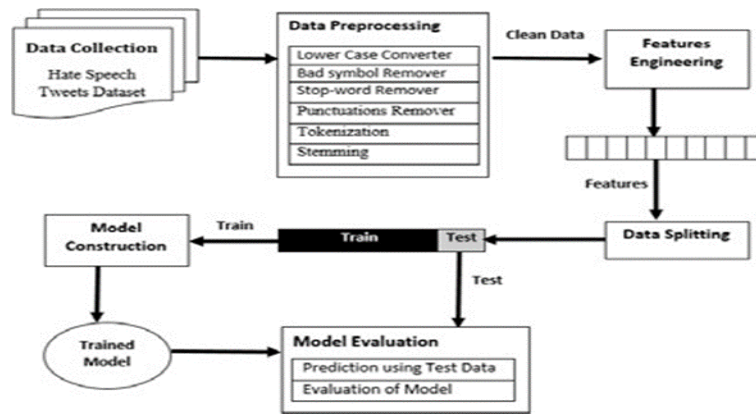 Data Collection
Hate Speech
Tweets Dataset
Data Preprocessing
Lower Case Converter
Bad symbol Remover
Stop-word Remover
Punctuations Remover
Tokenization
Stemming
Clean Data
Features
Engineering
Features
Data Splitting
Train
Test
Train
Model
Construction
Test
Trained
Model
Model Evaluation
Prediction using Test Data
Evaluation of Model